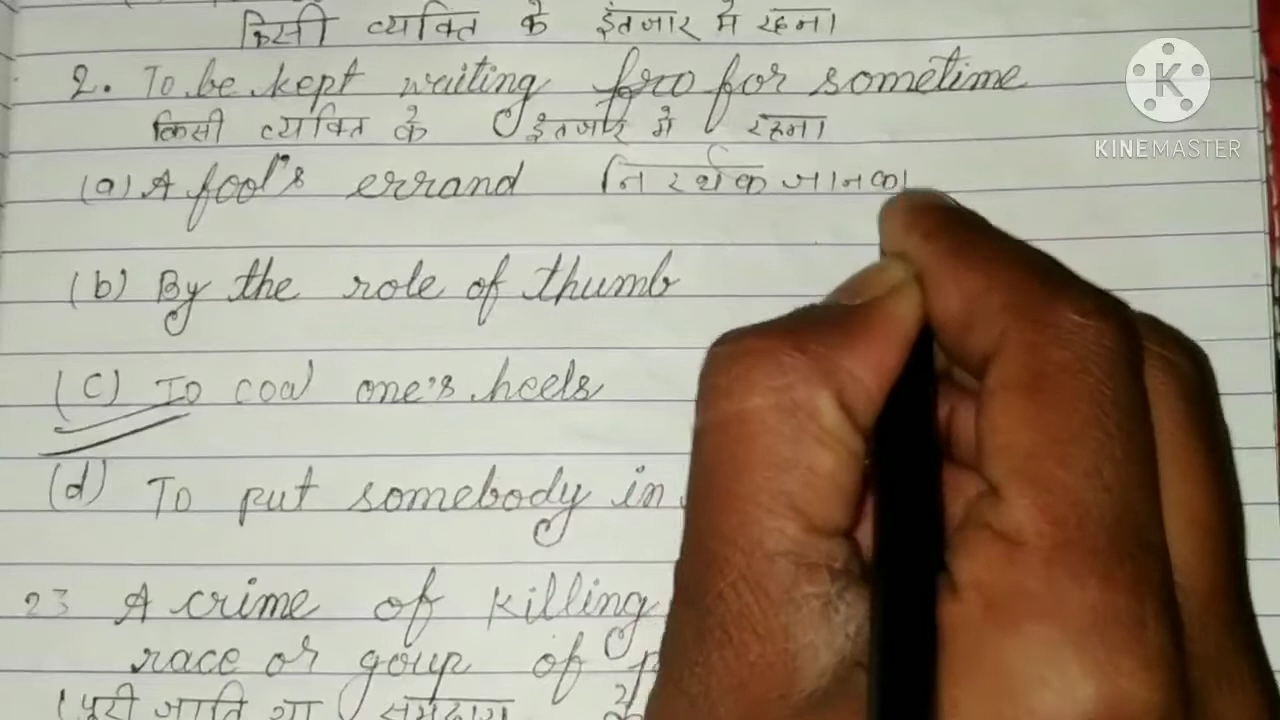 किसी व्यक्ति के इंतजार मे रहना
2. To be kept waiting fro for sometime
किसी व्यक्ति के इंतजार मे रहना
(a) A fool's errand निरर्थक जानका
(b) By the role of thumb
(c) To cool one's heels
(d) To put somebody in
23 A crime of killing
race or goup of
(पूरी जाति या समुदाय
KINEMASTER